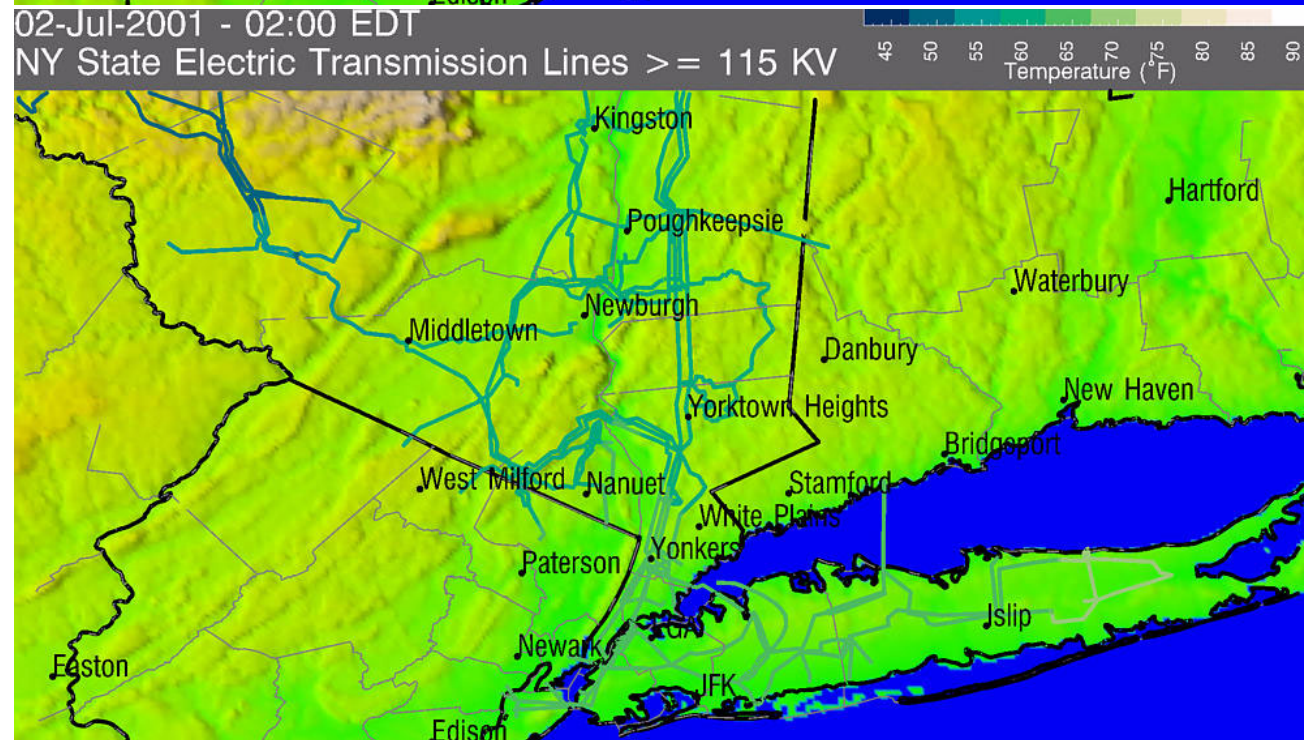 Edison
02-Jul-2001 - 02:00 EDT
NY State Electric Transmission Lines >= 115 KV
45 50 55 60 65 70 75 80 85 90
Temperature (°F)
Kingston
Hartford
Poughkeepsie
Waterbury
Newburgh
Middletown
Danbury
New Haven
Yorktown Heights
Bridgeport
West Milford
Nanuet
Stamford
White Plains
Yonkers
Paterson
Islip
LGA
Newark
Easton
JFK
Edison